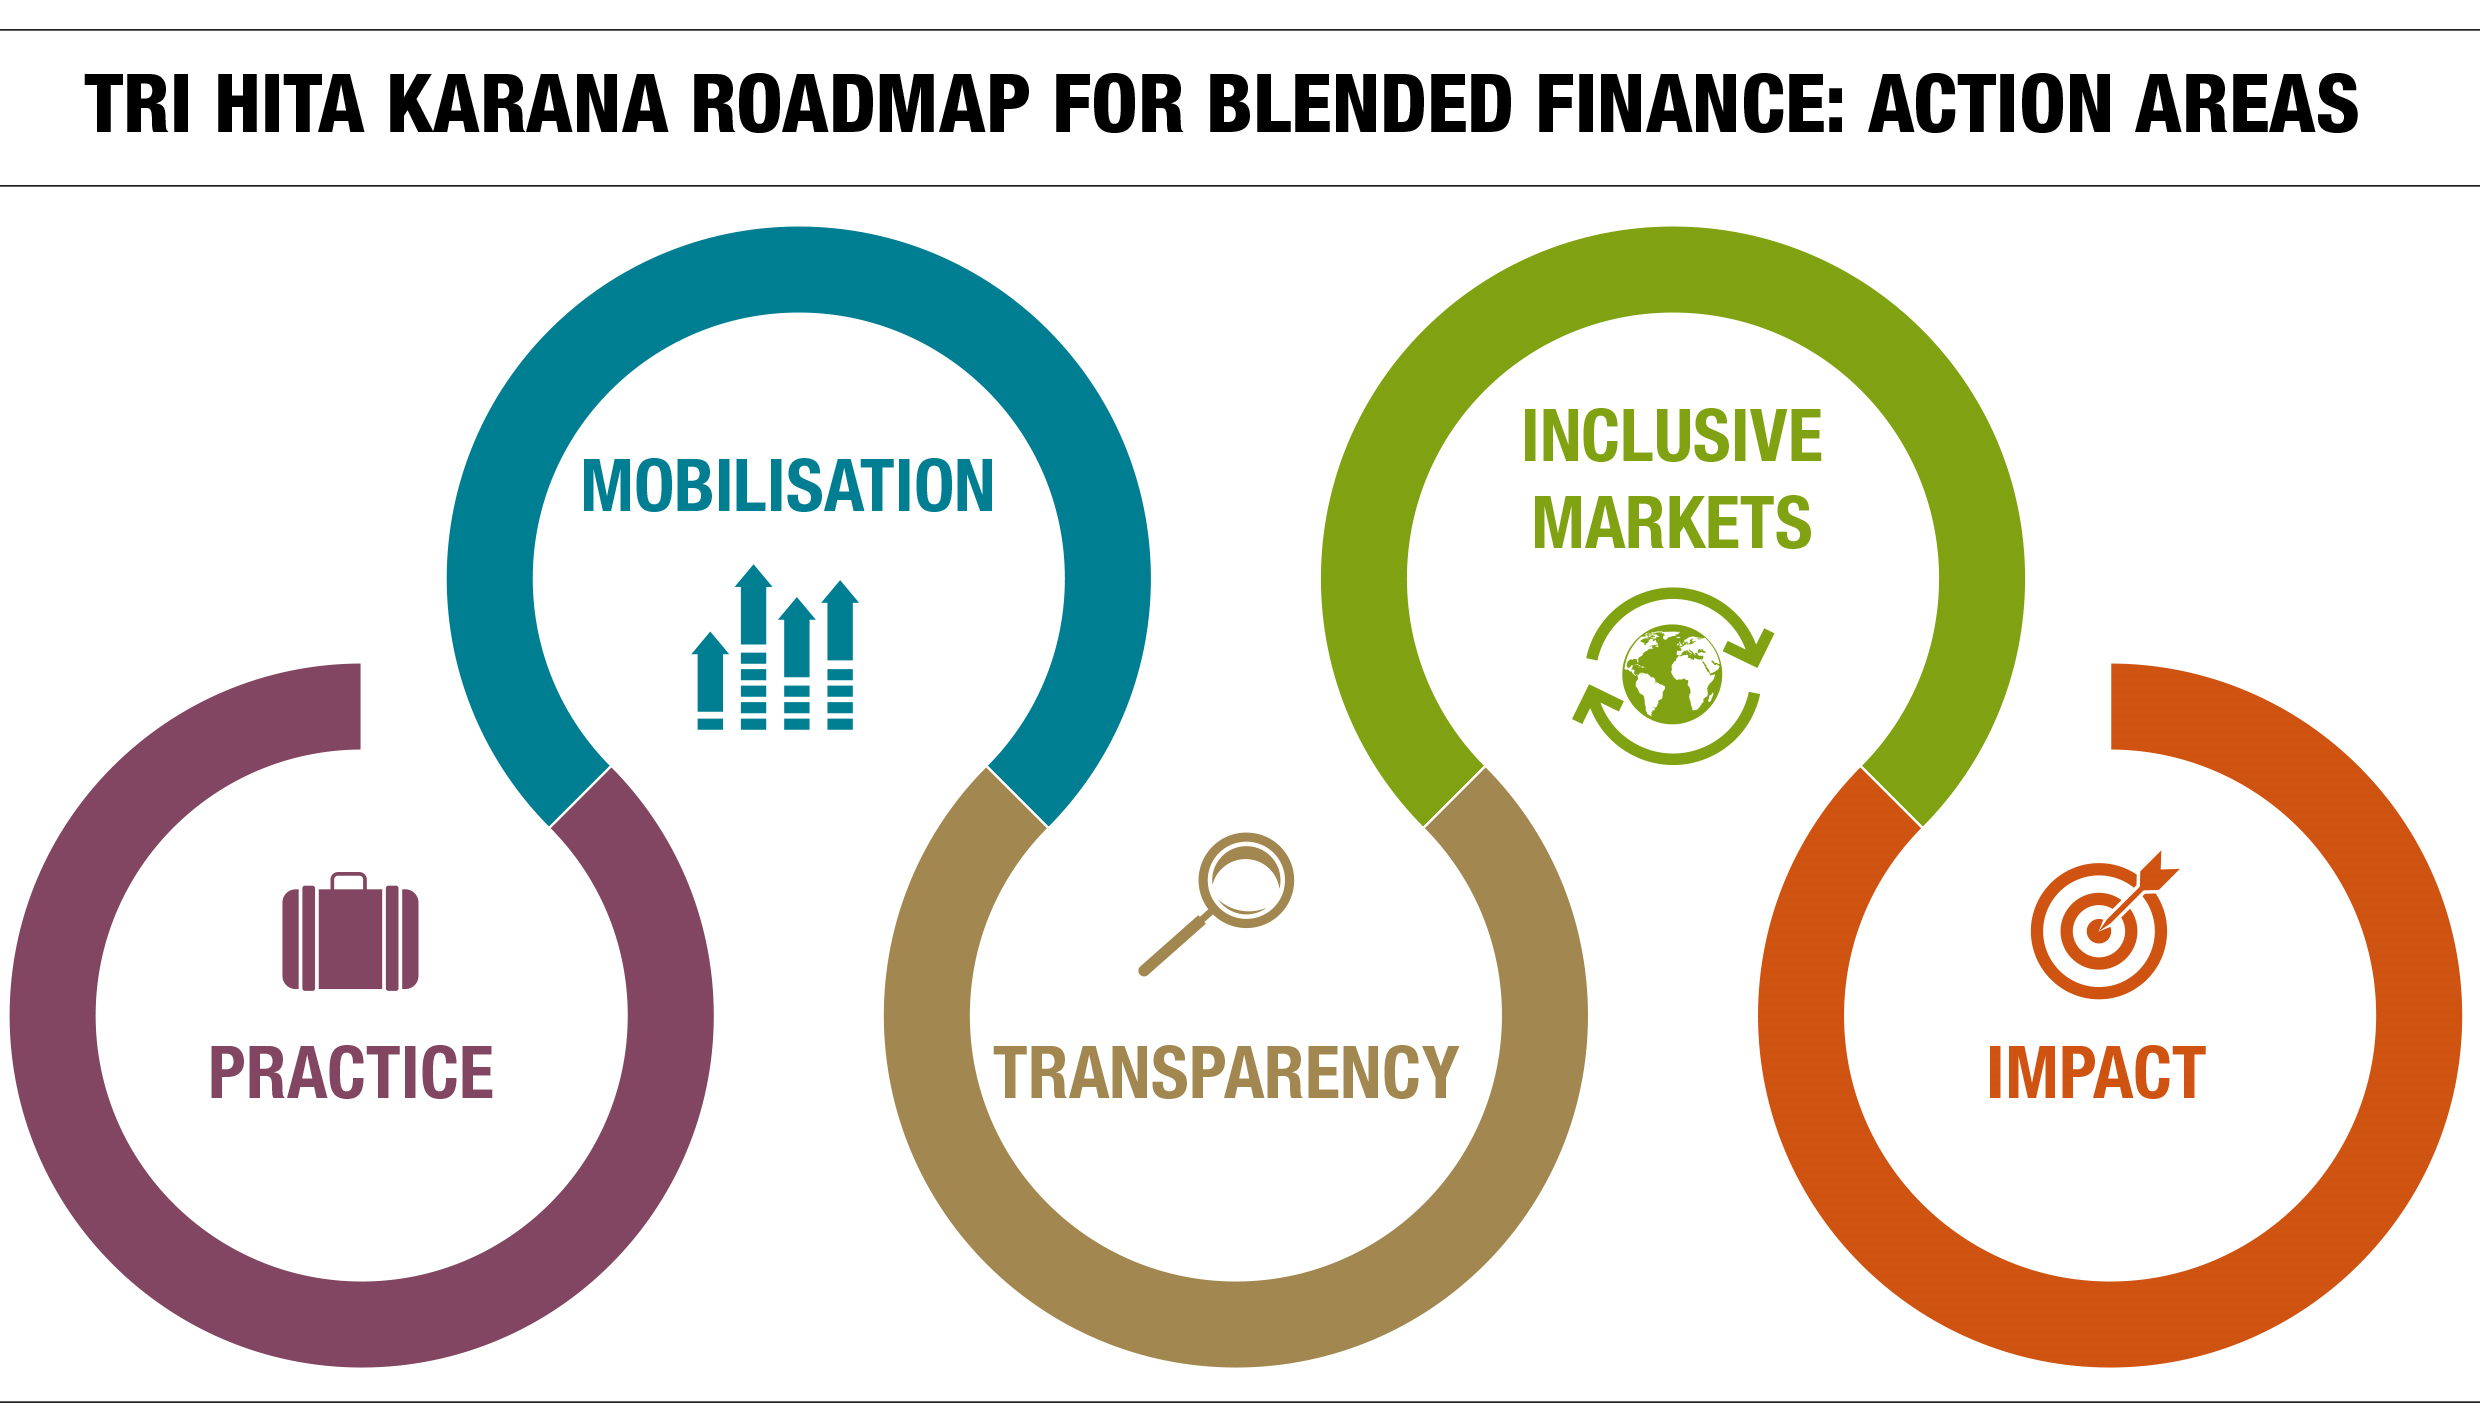 TRI HITA KARANA ROADMAP FOR BLENDED FINANCE: ACTION AREAS
PRACTICE
MOBILISATION
TRANSPARENCY
INCLUSIVE
MARKETS
IMPACT